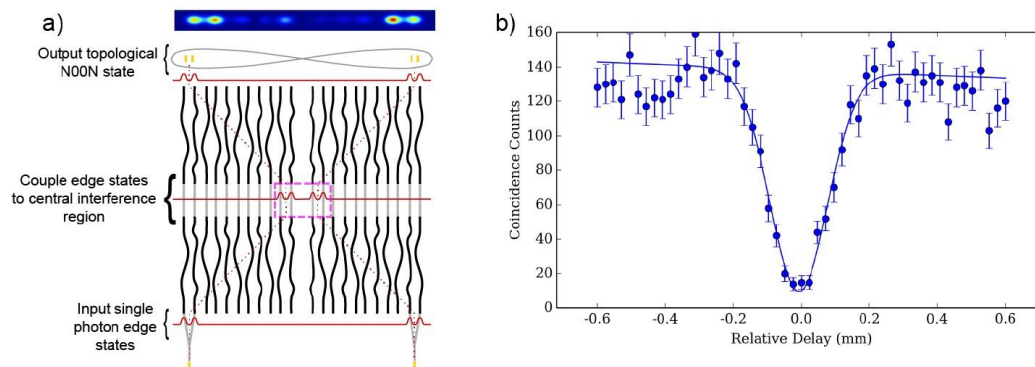 a)
Output topological
N00N state
Couple edge states
to central interference
region
Input single
photon edge
states
b)
160
140
120
100
80
60
40
20
0
Coincidence Counts
-0.6 -0.4 -0.2 0.0 0.2 0.4 0.6
Relative Delay (mm)